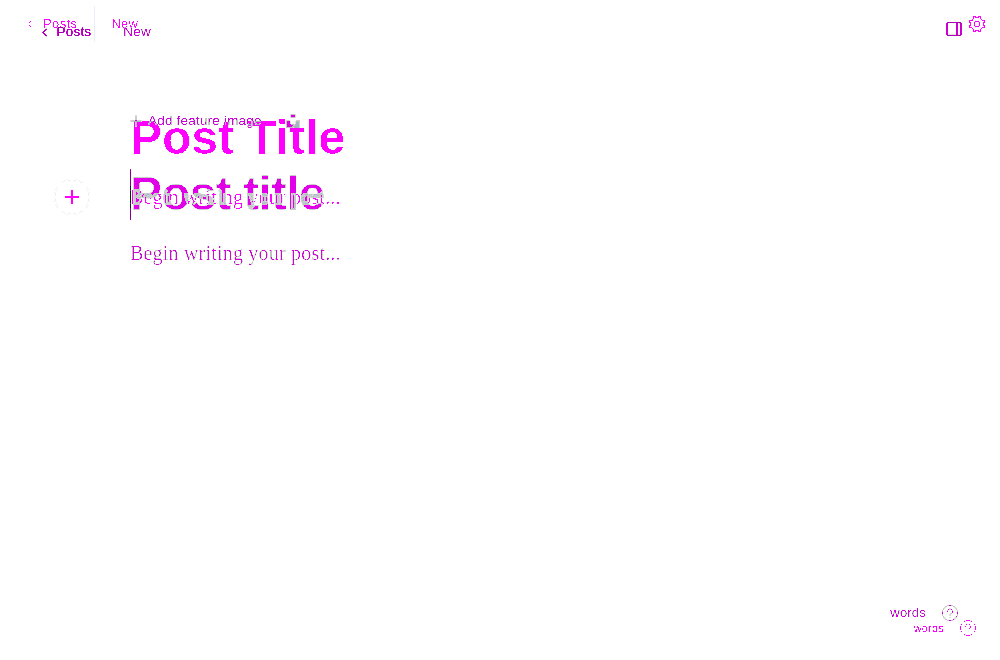 Posts New
Posts New
Add feature image
Post Title
Post title
Begin writing your post...
Begin writing your post...
words
words